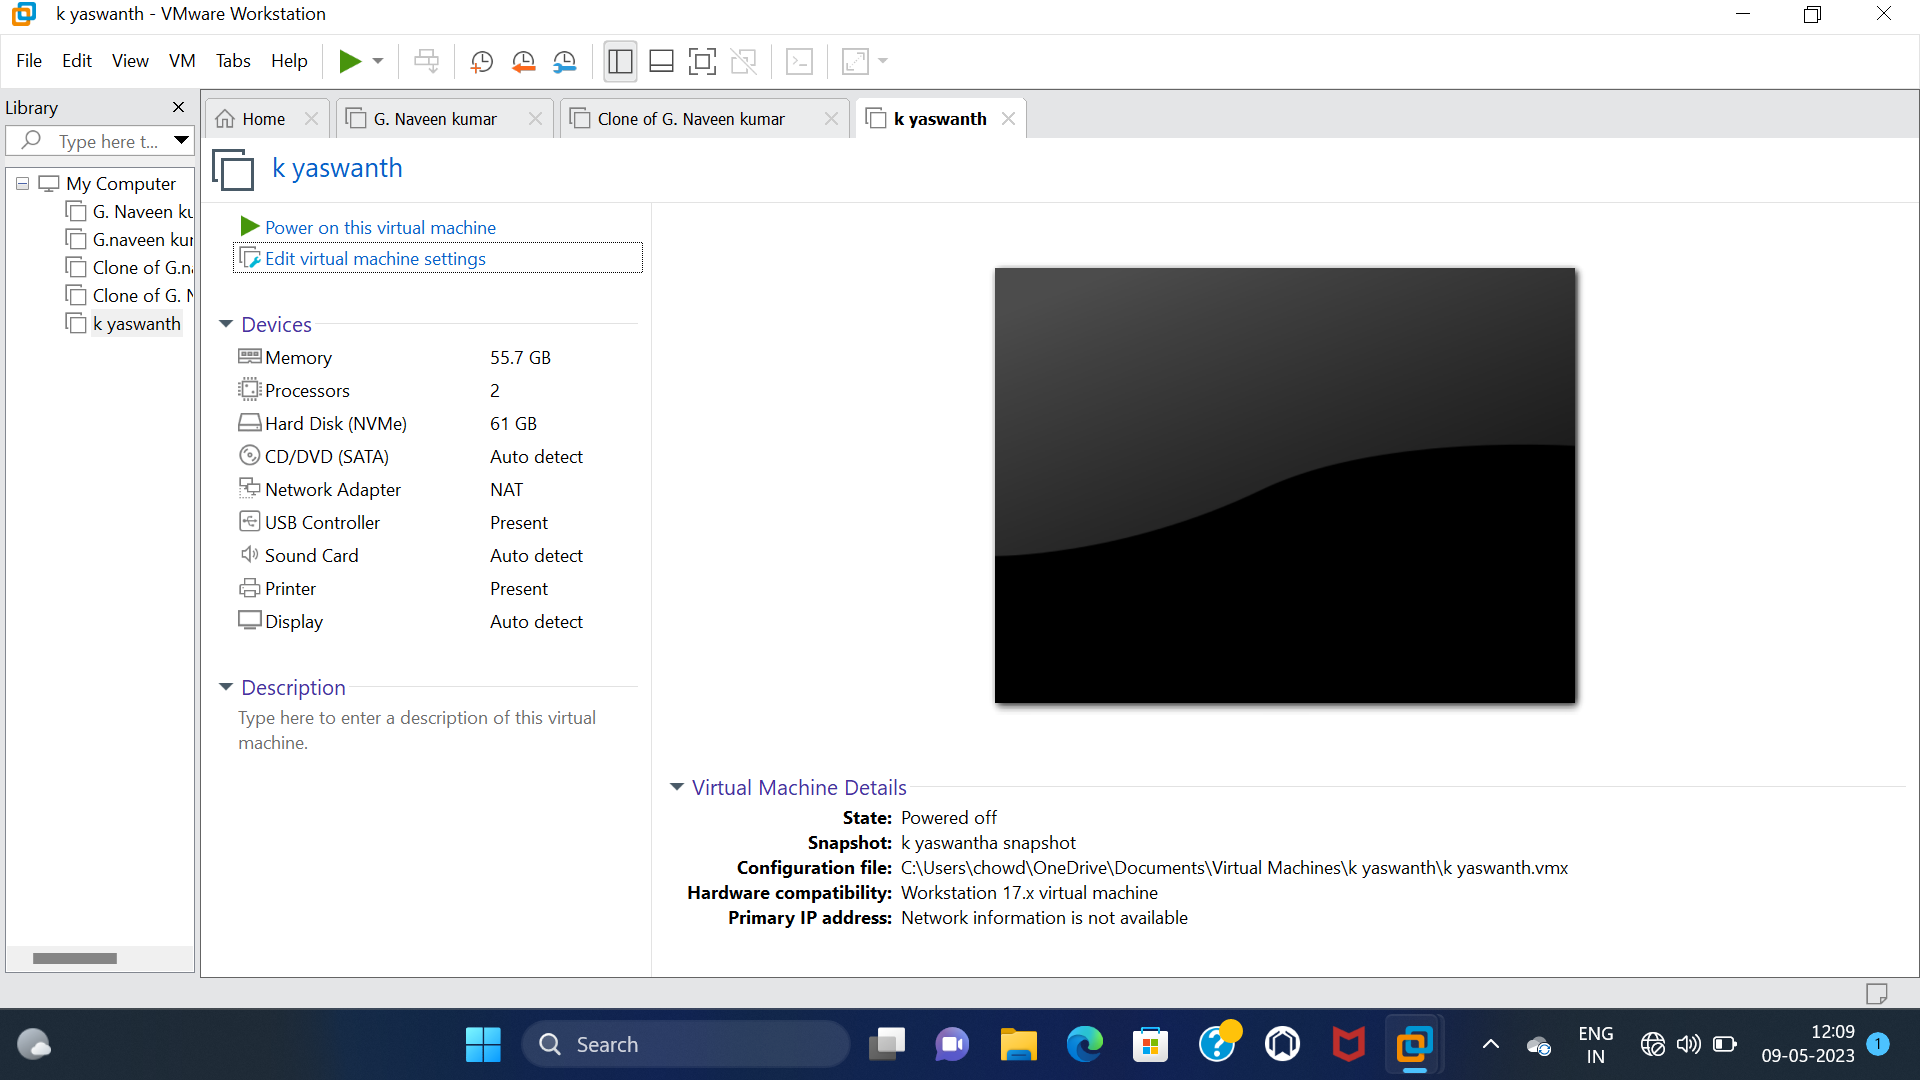 k yaswanth - VMware Workstation
File Edit View VM Tabs Help
Library
Type here t...
My Computer
G. Naveen ku
G.naveen kur
Clone of G.na
Clone of G. N
k yaswanth
Home
G. Naveen kumar
Clone of G. Naveen kumar
k yaswanth
k yaswanth
Power on this virtual machine
Edit virtual machine settings
Devices
Memory 55.7 GB
Processors 2
Hard Disk (NVMe) 61 GB
CD/DVD (SATA) Auto detect
Network Adapter NAT
USB Controller Present
Sound Card Auto detect
Printer Present
Display Auto detect
Description
Type here to enter a description of this virtual
machine.
Virtual Machine Details
State: Powered off
Snapshot: k yaswantha snapshot
Configuration file: C:\Users\chowd\OneDrive\Documents\Virtual Machines\k yaswanth\k yaswanth.vmx
Hardware compatibility: Workstation 17.x virtual machine
Primary IP address: Network information is not available
Search
ENG
IN
12:09
09-05-2023
1